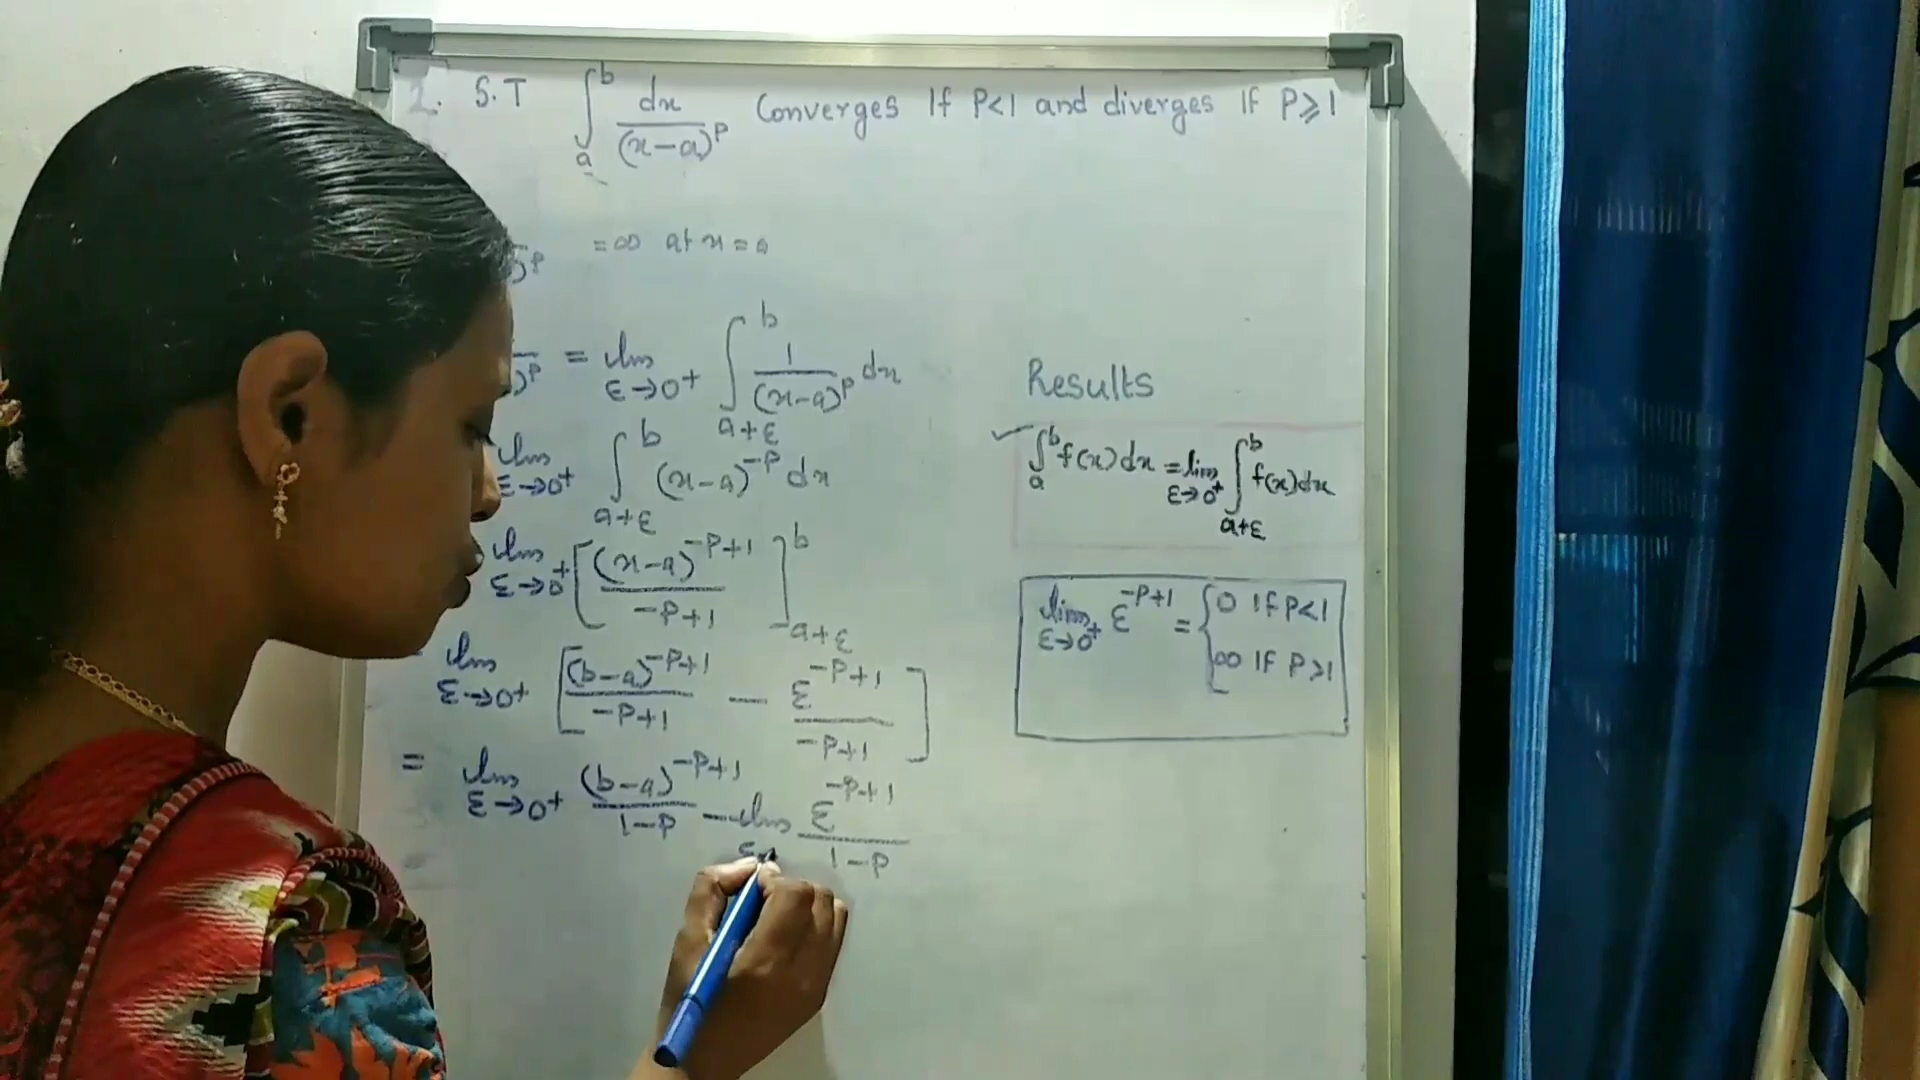 2. S.T ∫_a^b dx/(x-a)^P Converges If P<1 and diverges If P⩾1
)^P =∞ at x=a
)^P = lim_{ε→0+} ∫_{a+ε}^b 1/(x-a)^P dx
lim_{ε→0+} ∫_{a+ε}^b (x-a)^{-P} dx
lim_{ε→0+} [(x-a)^{-P+1}/(-P+1)]_{a+ε}^b
lim_{ε→0+} [(b-a)^{-P+1}/(-P+1) - ε^{-P+1}/(-P+1)]
= lim_{ε→0+} (b-a)^{-P+1}/(1-P) - lim_{ε→} ε^{-P+1}/(1-P)
Results
✓ ∫_a^b f(x)dx = lim_{ε→0+} ∫_{a+ε}^b f(x)dx
lim_{ε→0+} ε^{-P+1} = { 0 If P<1
∞ If P>1